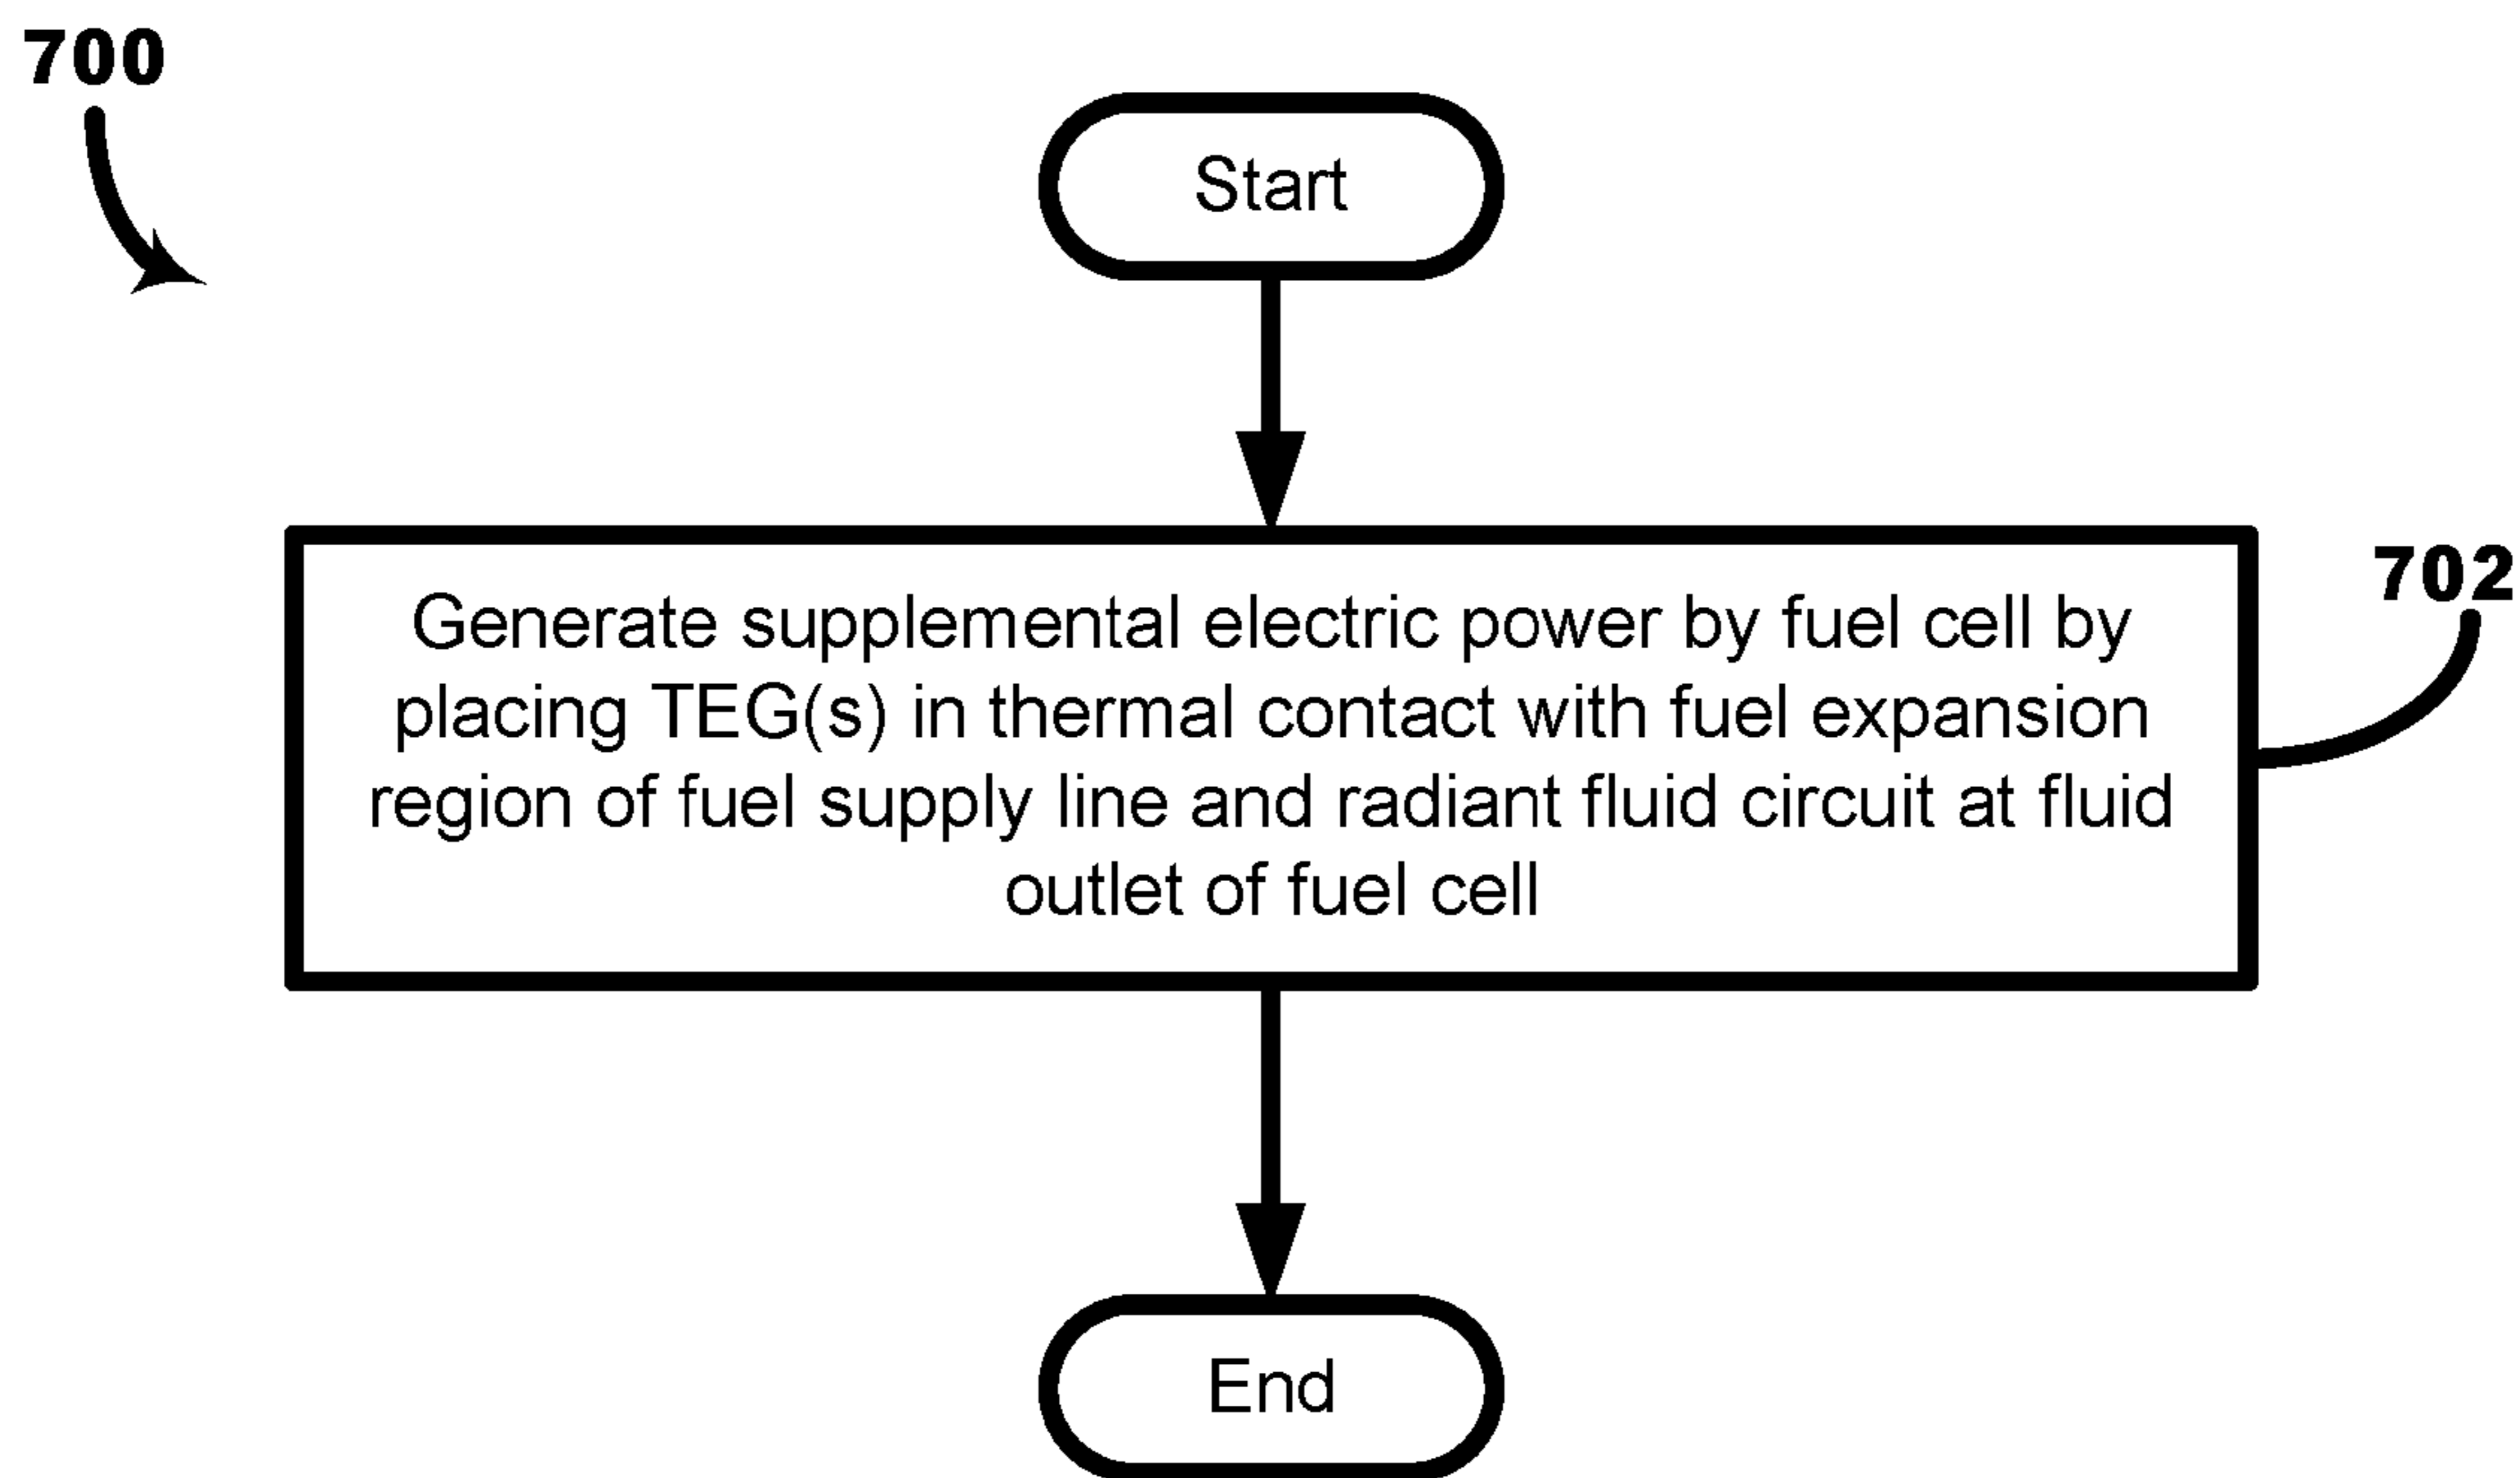 700
Start
Generate supplemental electric power by fuel cell by
placing TEG(s) in thermal contact with fuel expansion
region of fuel supply line and radiant fluid circuit at fluid
outlet of fuel cell
702
End